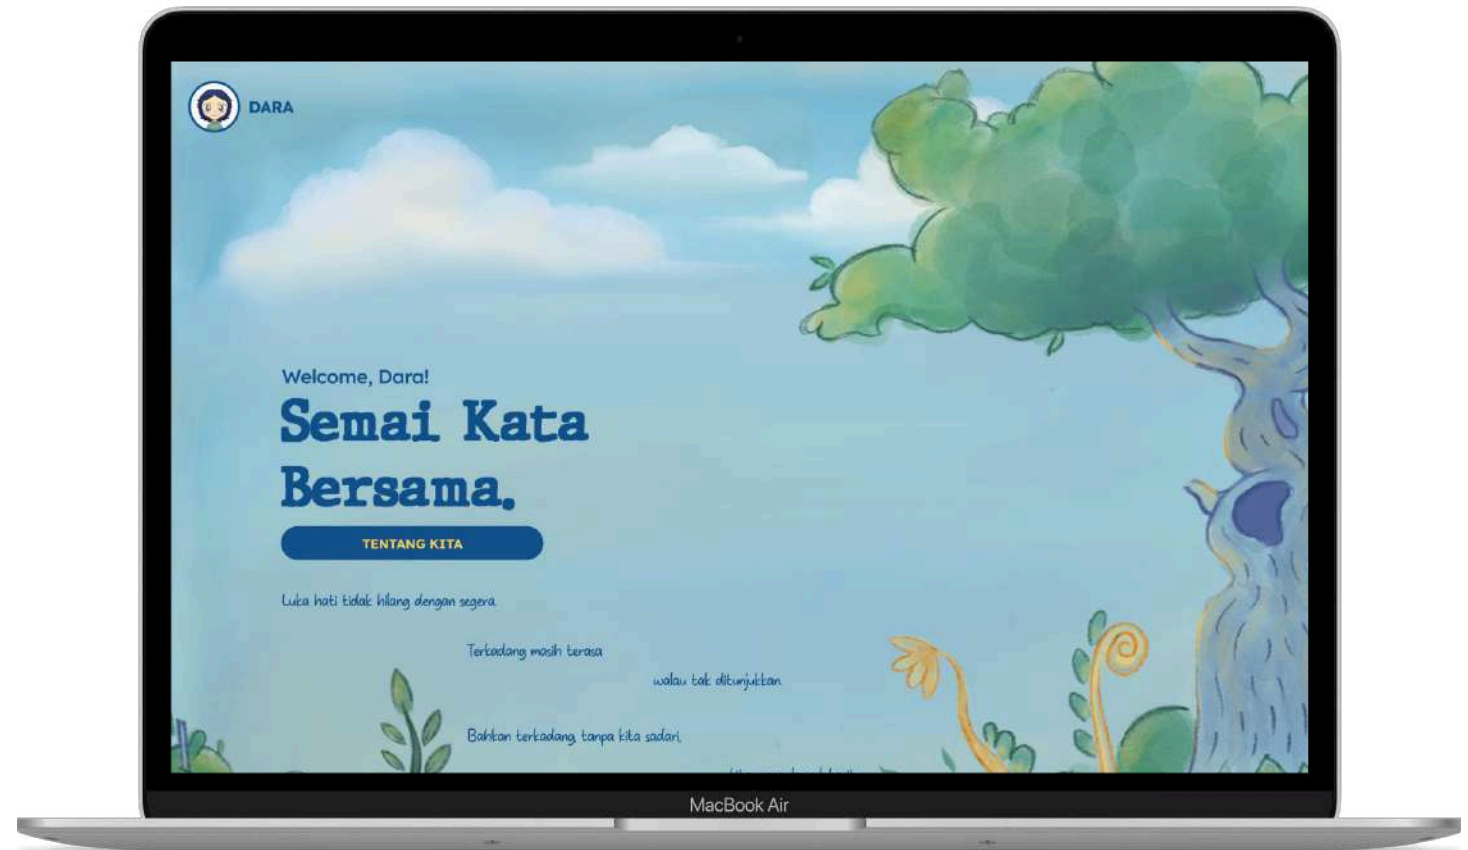 DARA
Welcome, Dara!
Semai Kata
Bersama.
TENTANG KITA
Luka hati tidak hilang dengan segera.
Terkadang masih terasa
walau tak ditunjukkan.
Bahkan terkadang, tanpa kita sadari,
MacBook Air